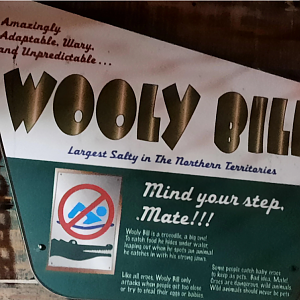 Amazingly
Adaptable, Wary,
and Unpredictable...
WOOLY BILL
Largest Salty in The Northern Territories
Mind your step,
Mate!!!
Wooly Bill is a crocodile, a big one!
To catch food he hides under water,
leaping out when he spots an animal
he catches in with his strong jaws.
Like all crocs, Wooly Bill only
attacks when people get too close
or try to steal their eggs or babies.
Some people catch baby crocs
to keep as pets. Bad idea, Mate!
Crocs are dangerous, wild animals
Wild animals should never be pets